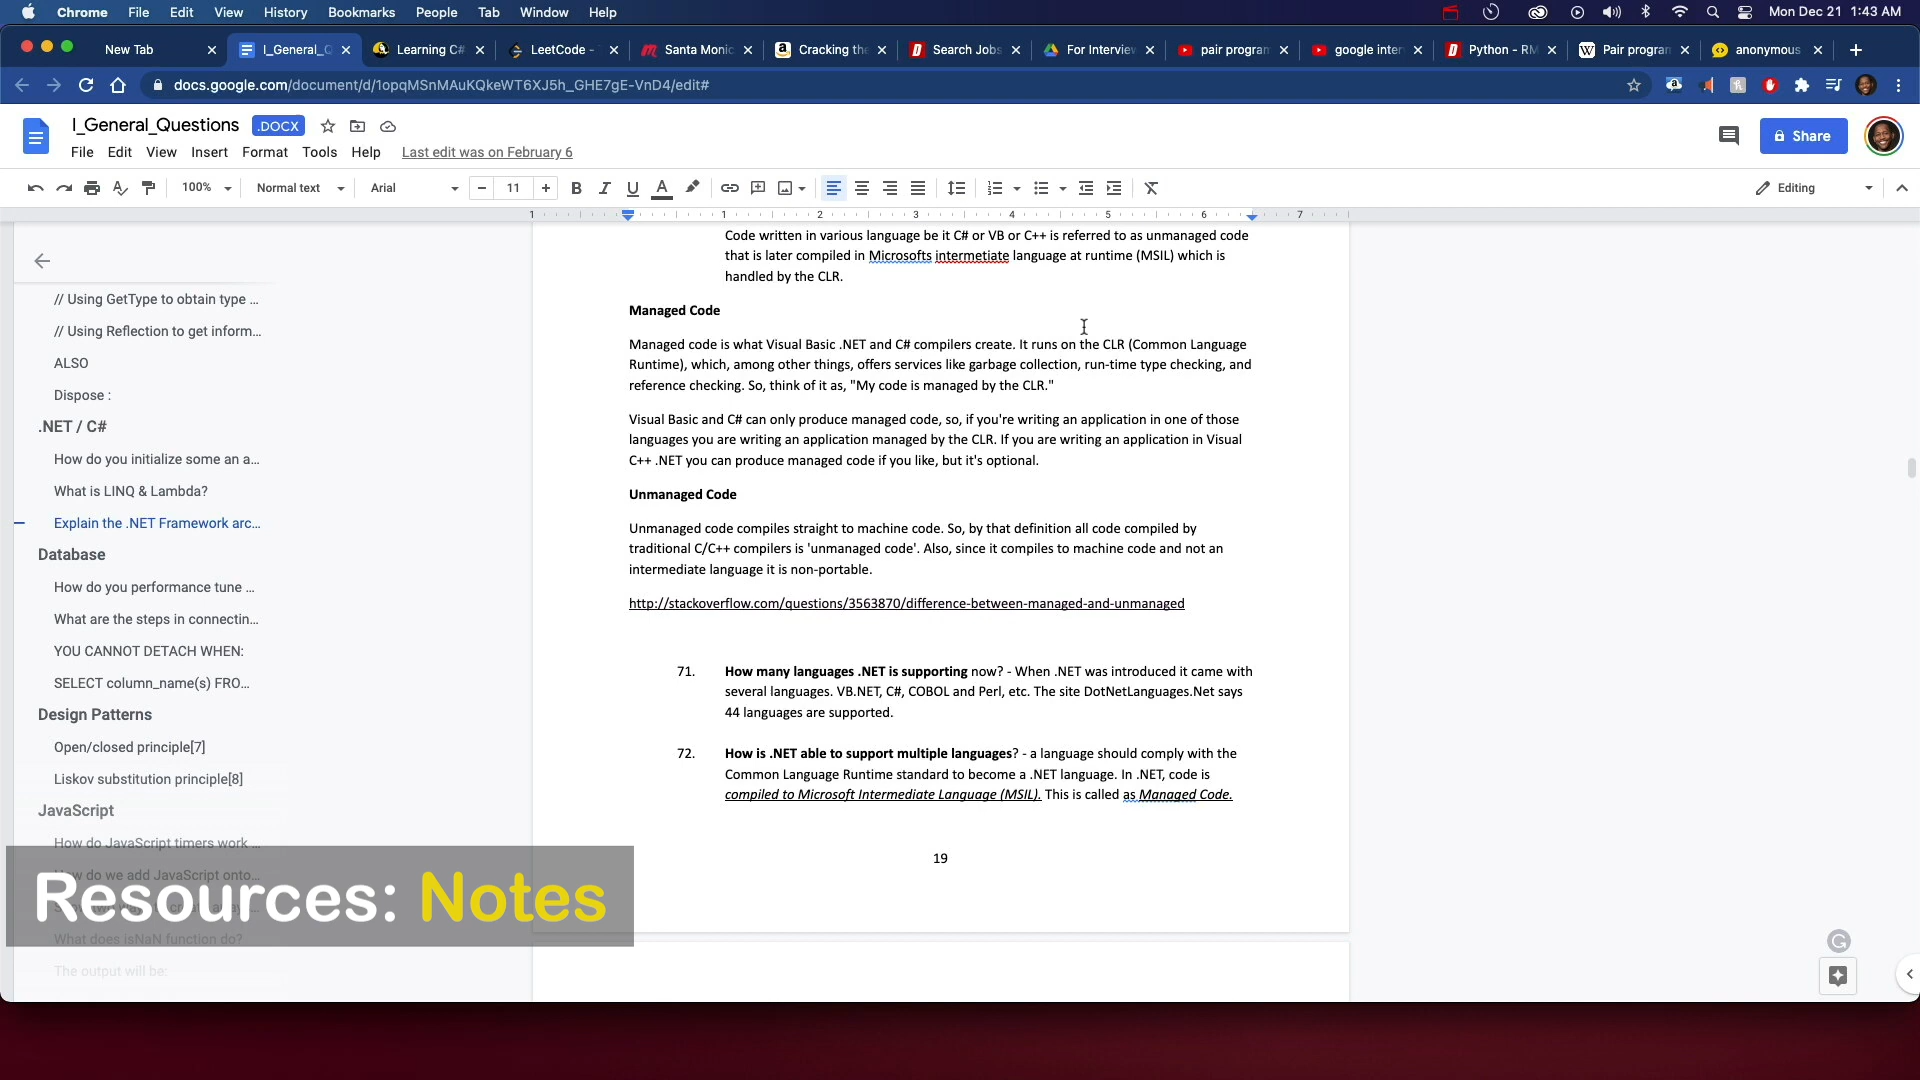 Chrome File Edit View History Bookmarks People Tab Window Help Mon Dec 21 1:43 AM
New Tab I_General_Q Learning C# LeetCode - Santa Monic Cracking the Search Jobs For Interview pair program google inter Python - RM Pair program anonymous
docs.google.com/document/d/1opqMSnMAuKQkeWT6XJ5h_GHE7gE-VnD4/edit#
I_General_Questions .DOCX
Share
File Edit View Insert Format Tools Help Last edit was on February 6
100% Normal text Arial 11 Editing
1 1 2 3 4 5 6 7
// Using GetType to obtain type ...
// Using Reflection to get inform...
ALSO
Dispose :
.NET / C#
How do you initialize some an a...
What is LINQ & Lambda?
Explain the .NET Framework arc...
Database
How do you performance tune ...
What are the steps in connectin...
YOU CANNOT DETACH WHEN:
SELECT column_name(s) FRO...
Design Patterns
Open/closed principle[7]
Liskov substitution principle[8]
JavaScript
How do JavaScript timers work ...
How do we add JavaScript onto...
What does isNaN function do?
The output will be:
Code written in various language be it C# or VB or C++ is referred to as unmanaged code
that is later compiled in Microsofts intermetiate language at runtime (MSIL) which is
handled by the CLR.
Managed Code
Managed code is what Visual Basic .NET and C# compilers create. It runs on the CLR (Common Language
Runtime), which, among other things, offers services like garbage collection, run-time type checking, and
reference checking. So, think of it as, "My code is managed by the CLR."
Visual Basic and C# can only produce managed code, so, if you're writing an application in one of those
languages you are writing an application managed by the CLR. If you are writing an application in Visual
C++ .NET you can produce managed code if you like, but it's optional.
Unmanaged Code
Unmanaged code compiles straight to machine code. So, by that definition all code compiled by
traditional C/C++ compilers is 'unmanaged code'. Also, since it compiles to machine code and not an
intermediate language it is non-portable.
http://stackoverflow.com/questions/3563870/difference-between-managed-and-unmanaged
71. How many languages .NET is supporting now? - When .NET was introduced it came with
several languages. VB.NET, C#, COBOL and Perl, etc. The site DotNetLanguages.Net says
44 languages are supported.
72. How is .NET able to support multiple languages? - a language should comply with the
Common Language Runtime standard to become a .NET language. In .NET, code is
compiled to Microsoft Intermediate Language (MSIL). This is called as Managed Code.
19
Resources: Notes